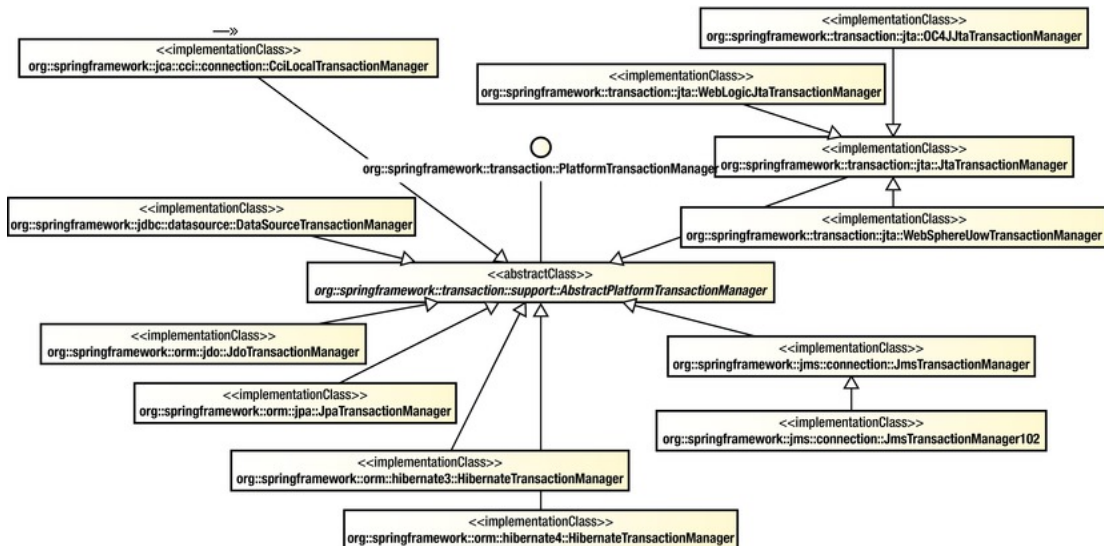 <<implementationClass>>
org::springframework::transaction::jta::OC4JJtaTransactionManager
<<implementationClass>>
org::springframework::jca::cci::connection::CciLocalTransactionManager
<<implementationClass>>
org::springframework::transaction::jta::WebLogicJtaTransactionManager
<<implementationClass>>
org::springframework::transaction::jta::JtaTransactionManager
org::springframework::transaction::PlatformTransactionManager
<<implementationClass>>
org::springframework::jdbc::datasource::DataSourceTransactionManager
<<implementationClass>>
org::springframework::transaction::jta::WebSphereUowTransactionManager
<<abstractClass>>
org::springframework::transaction::support::AbstractPlatformTransactionManager
<<implementationClass>>
org::springframework::orm::jdo::JdoTransactionManager
<<implementationClass>>
org::springframework::jms::connection::JmsTransactionManager
<<implementationClass>>
org::springframework::orm::jpa::JpaTransactionManager
<<implementationClass>>
org::springframework::jms::connection::JmsTransactionManager102
<<implementationClass>>
org::springframework::orm::hibernate3::HibernateTransactionManager
<<implementationClass>>
org::springframework::orm::hibernate4::HibernateTransactionManager